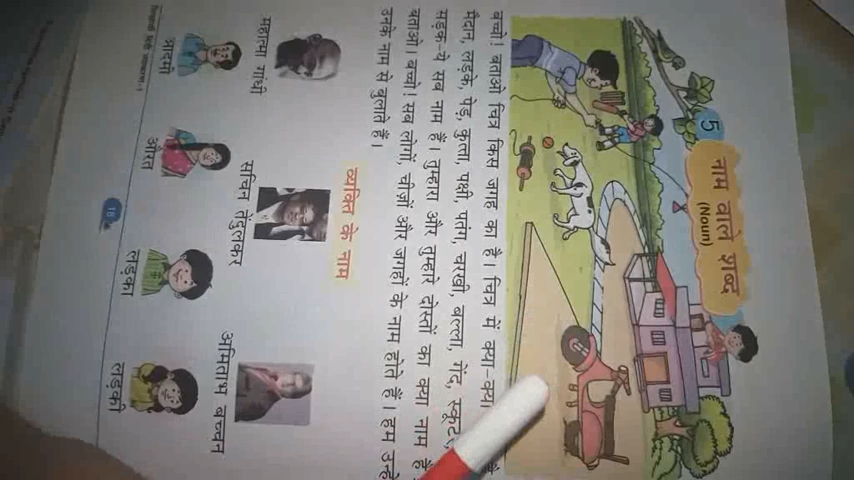 5
नाम वाले शब्द
(Noun)
बच्चो! बताओ चित्र किस जगह का है। चित्र में क्या-क्या
मैदान, लड़के, पेड़, कुत्ता, पक्षी, पतंग, चरखी, बल्ला, गेंद, स्कूटर,
सड़क-ये सब नाम हैं। तुम्हारा और तुम्हारे दोस्तों का क्या नाम है
बताओ। बच्चो! सब लोगों, चीज़ों और जगहों के नाम होते हैं। हम उन्हें
उनके नाम से बुलाते हैं।
व्यक्ति के नाम
महात्मा गांधी
सचिन तेंदुलकर
अमिताभ बच्चन
आदमी
औरत
लड़का
लड़की
18